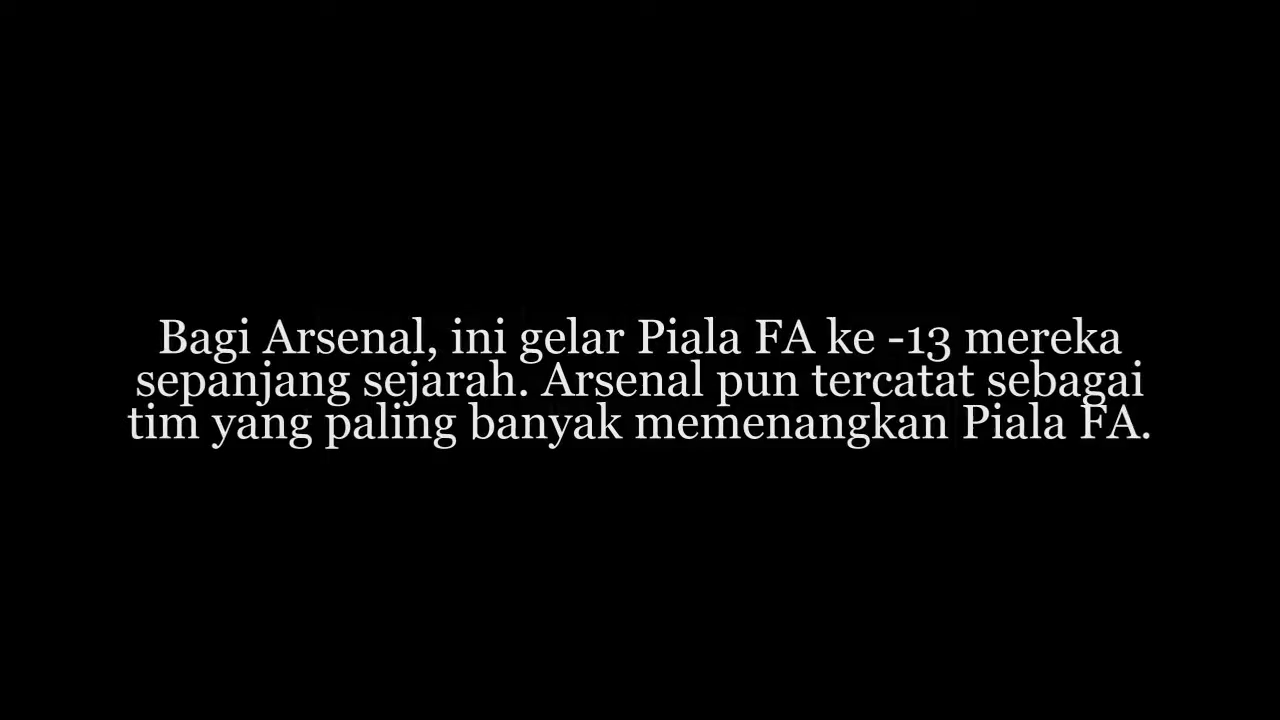 Bagi Arsenal, ini gelar Piala FA ke -13 mereka
sepanjang sejarah. Arsenal pun tercatat sebagai
tim yang paling banyak memenangkan Piala FA.